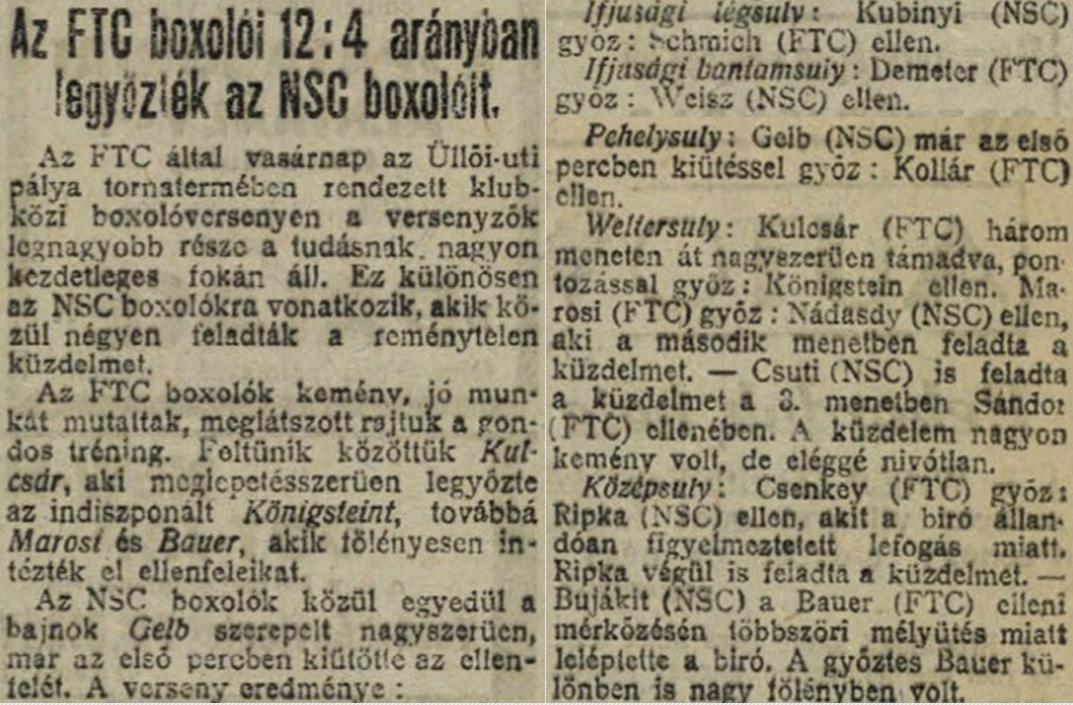 Az FTC boxolói 12:4 arányban
legyőzték az NSC boxolóit.
Az FTC által vasárnap az Üllői-uti
pálya tornatermében rendezett klub-
közi boxolóversenyen a versenyzők
legnagyobb része a tudásnak nagyon
kezdetleges fokán áll. Ez különösen
az NSC boxolókra vonatkozik, akik kö-
zül négyen feladták a reménytelen
küzdelmet.
Az FTC boxolók kemény, jó mun-
kát mutattak, meglátszott rajtuk a gon-
dos tréning. Feltünik közöttük Kul-
csár, aki meglepetésszerüen legyőzte
az indiszponált Königsteint, továbbá
Marosi és Bauer, akik fölényesen in-
tézték el ellenfeleikat.
Az NSC boxolók közül egyedül a
bajnok Gelb szerepelt nagyszerüen,
már az első percben kiütötte az ellen-
felét. A verseny eredménye:
Ifjusági légsuly: Kubinyi (NSC)
győz: Schmich (FTC) ellen.
Ifjusági bantamsuly: Demeter (FTC)
győz: Weisz (NSC) ellen.
Pehelysuly: Gelb (NSC) már az első
percben kiütéssel győz: Kollár (FTC)
ellen.
Weltersuly: Kulcsár (FTC) három
meneten át nagyszerüen támadva, pon-
tozással győz: Königstein ellen. Ma-
rosi (FTC) győz: Nádasdy (NSC) ellen,
aki a második menetben feladta a
küzdelmet. — Csuti (NSC) is feladta
a küzdelmet a 3. menetben Sándor
(FTC) ellenében. A küzdelem nagyon
kemény volt, de eléggé nivótlan.
Középsuly: Csenkey (FTC) győz:
Ripka (NSC) ellen, akit a biró állan-
dóan figyelmeztetett lefogás miatt.
Ripka végül is feladta a küzdelmet. —
Bujákit (NSC) a Bauer (FTC) elleni
mérkőzésén többszöri mélyütés miatt
leléptette a biró. A győztes Bauer kü-
lönben is nagy fölényben volt.